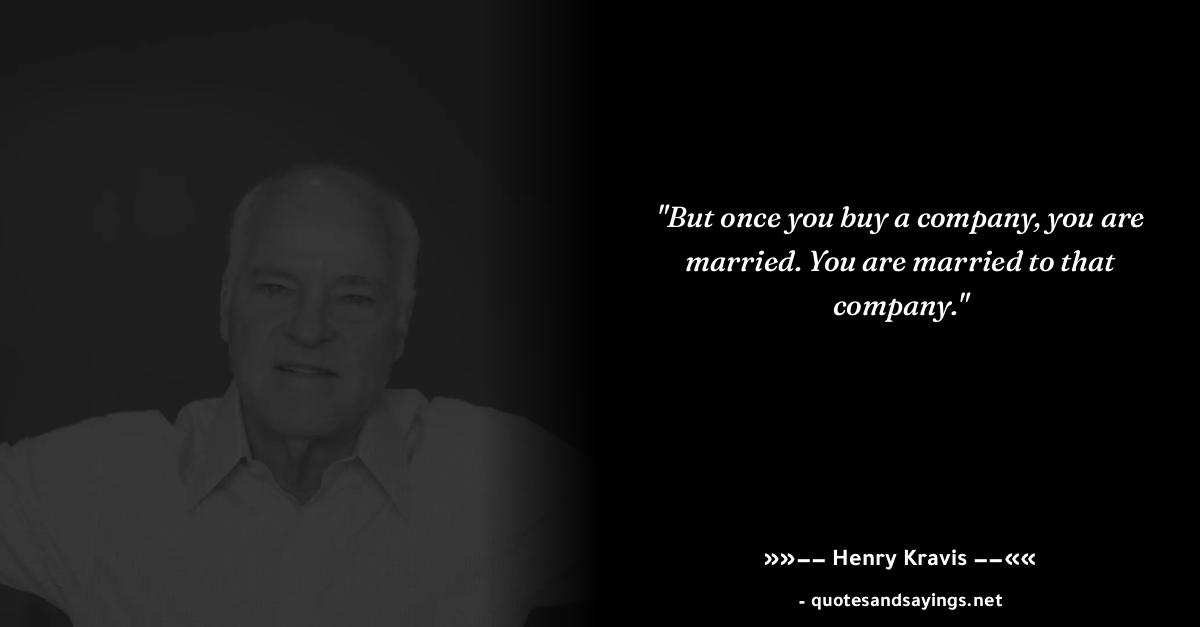 "But once you buy a company, you are
married. You are married to that
company."
»»–– Henry Kravis ––««
- quotesandsayings.net